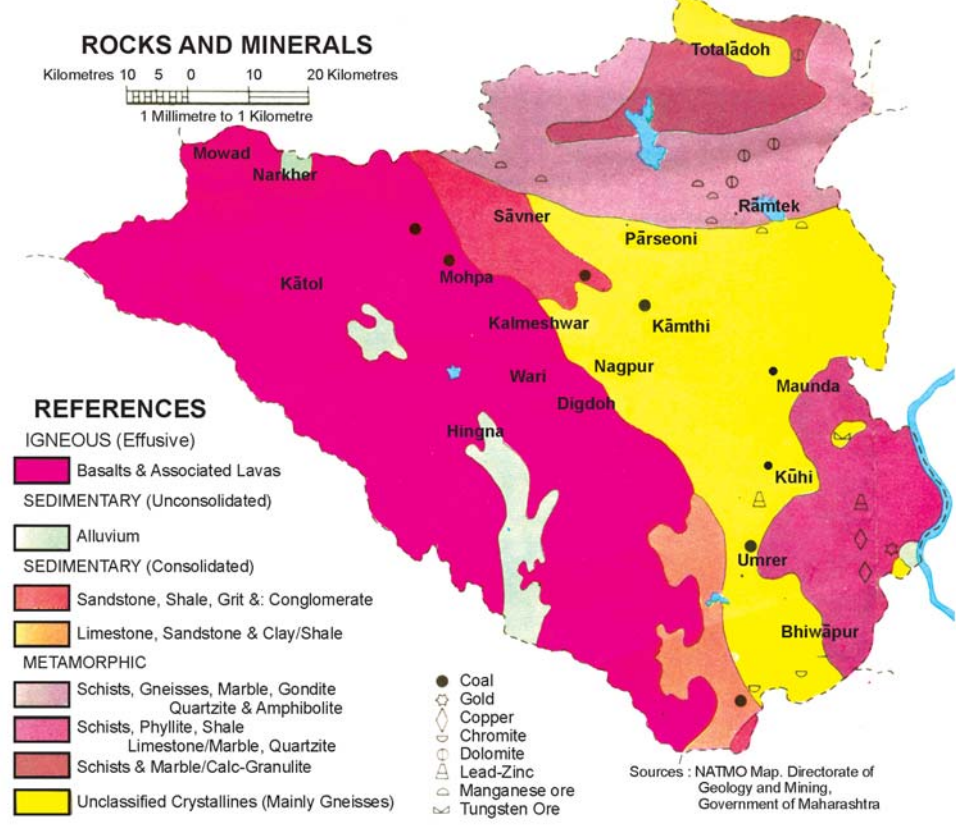 ROCKS AND MINERALS
Kilometres 10 5 0 10 20 Kilometres
1 Millimetre to 1 Kilometre
Totalādoh
Mowad
Narkher
Rāmtek
Sāvner
Pārseoni
Kātol
Mohpa
Kalmeshwar
Kāmthi
Nagpur
Wari
Maunda
Digdoh
Hingna
Kūhi
Umrer
Bhiwāpur
REFERENCES
IGNEOUS (Effusive)
Basalts & Associated Lavas
SEDIMENTARY (Unconsolidated)
Alluvium
SEDIMENTARY (Consolidated)
Sandstone, Shale, Grit &: Conglomerate
Limestone, Sandstone & Clay/Shale
METAMORPHIC
Schists, Gneisses, Marble, Gondite
Quartzite & Amphibolite
Schists, Phyllite, Shale
Limestone/Marble, Quartzite
Schists & Marble/Calc-Granulite
Unclassified Crystallines (Mainly Gneisses)
Coal
Gold
Copper
Chromite
Dolomite
Lead-Zinc
Manganese ore
Tungsten Ore
Sources : NATMO Map. Directorate of
Geology and Mining,
Government of Maharashtra